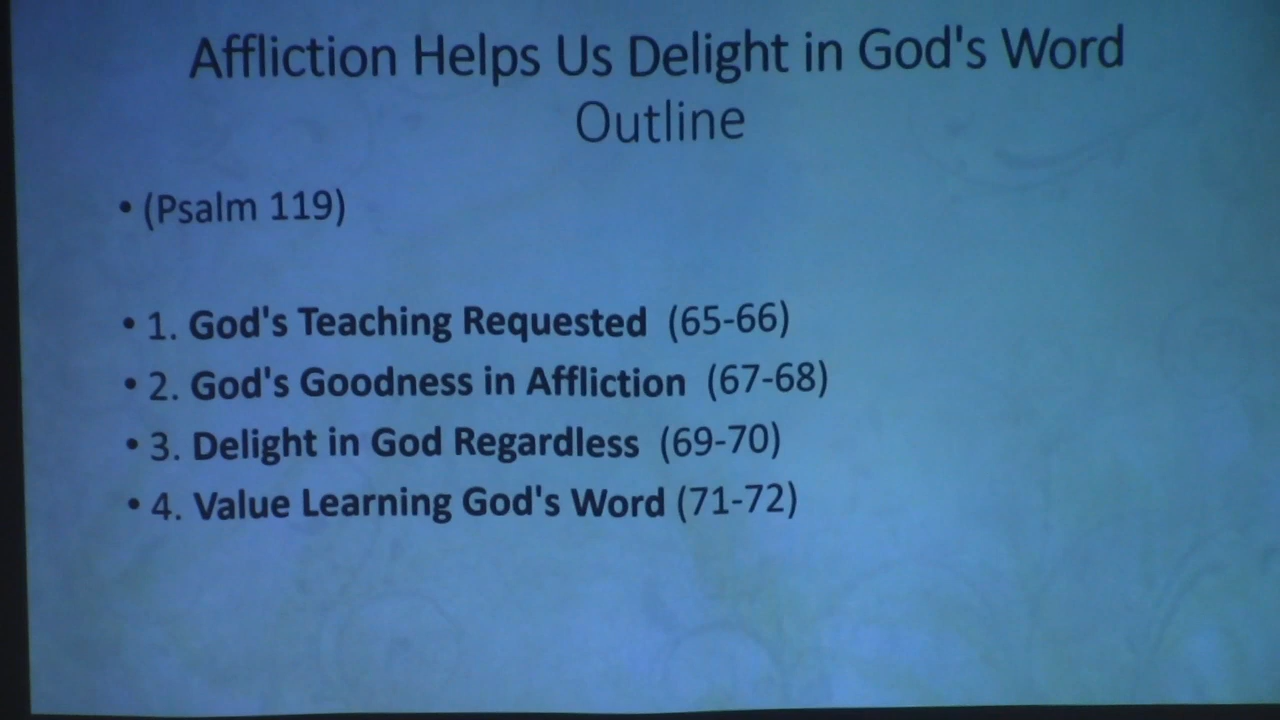 Affliction Helps Us Delight in God's Word
Outline
• (Psalm 119)
• 1. God's Teaching Requested (65-66)
• 2. God's Goodness in Affliction (67-68)
• 3. Delight in God Regardless (69-70)
• 4. Value Learning God's Word (71-72)